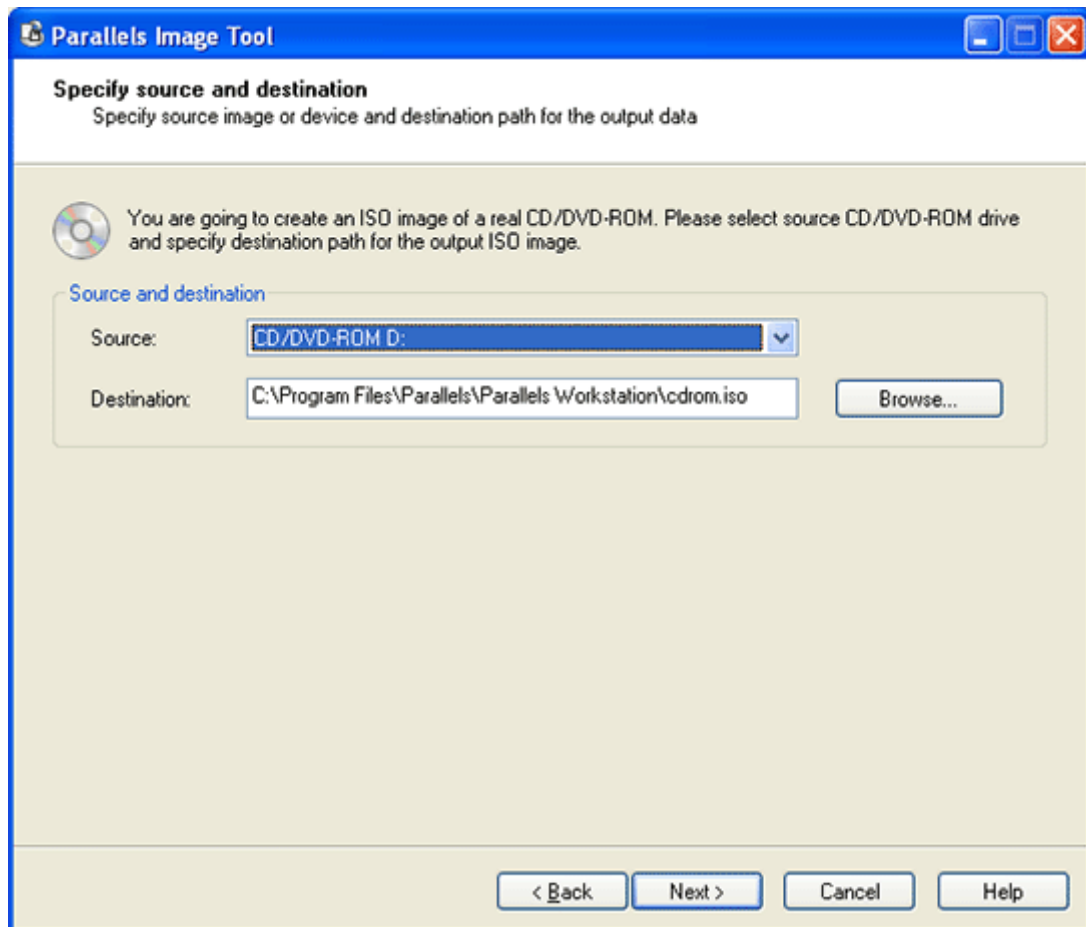 Parallels Image Tool
Specify source and destination
Specify source image or device and destination path for the output data
You are going to create an ISO image of a real CD/DVD-ROM. Please select source CD/DVD-ROM drive
and specify destination path for the output ISO image.
Source and destination
Source: CD/DVD-ROM D:
Destination: C:\Program Files\Parallels\Parallels Workstation\cdrom.iso Browse...
< Back Next > Cancel Help